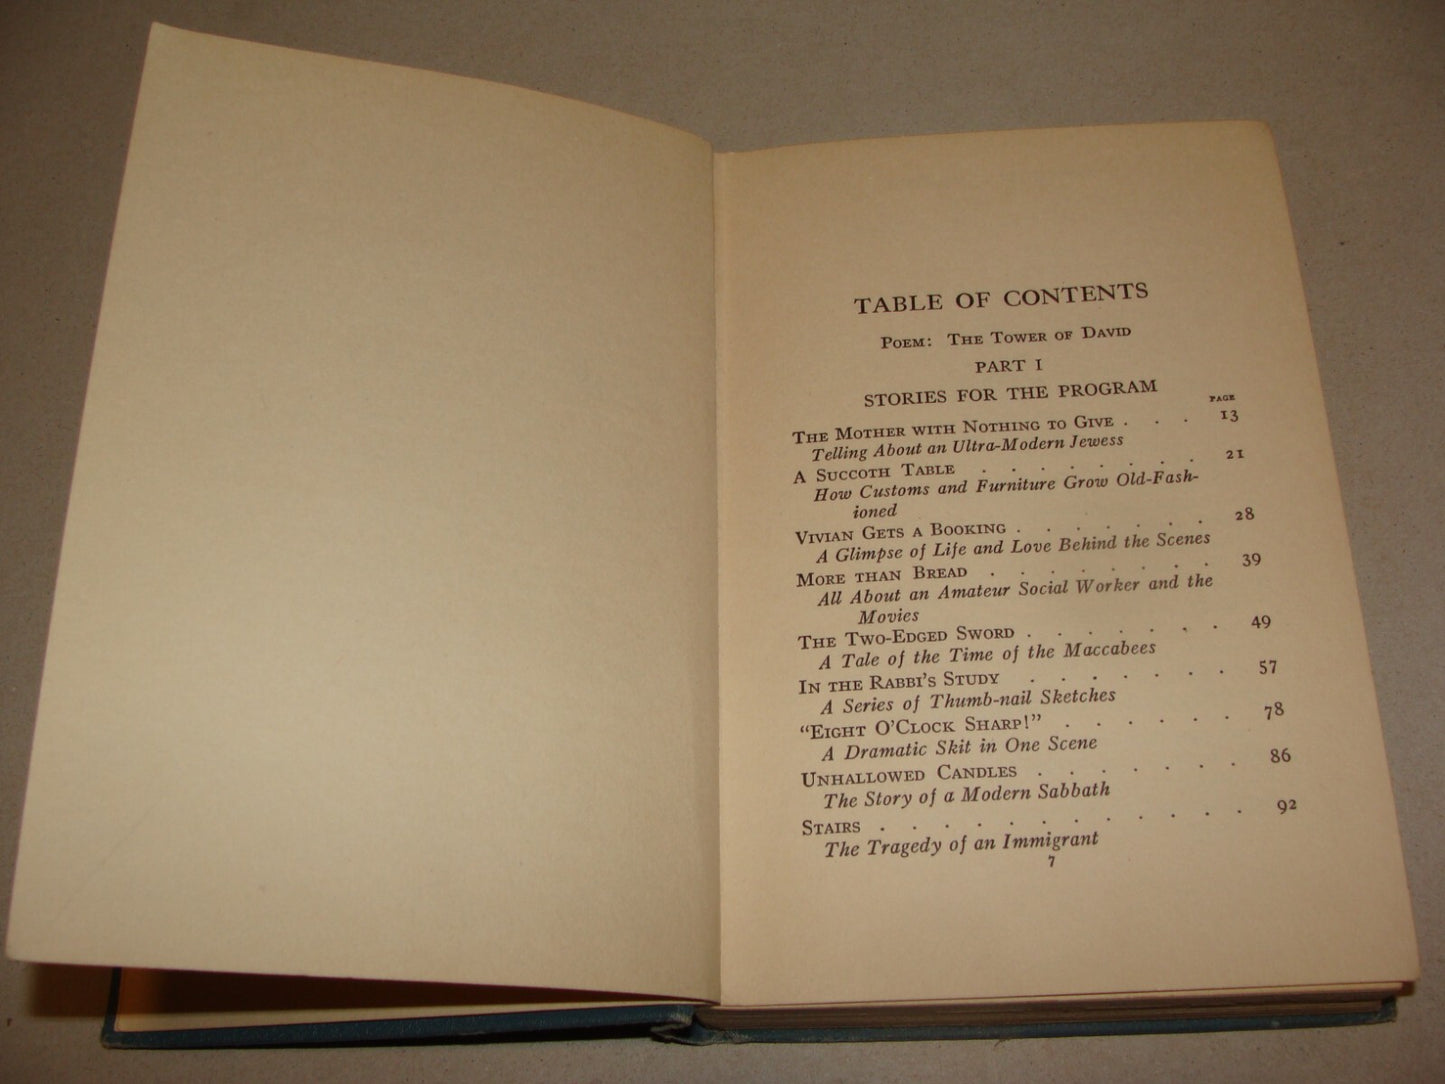 TABLE OF CONTENTS
POEM: THE TOWER OF DAVID
PART I
STORIES FOR THE PROGRAM
PAGE
THE MOTHER WITH NOTHING TO GIVE . . . 13
Telling About an Ultra-Modern Jewess
A SUCCOTH TABLE . . . . . . . . 21
How Customs and Furniture Grow Old-Fash-
ioned
VIVIAN GETS A BOOKING . . . . . . . 28
A Glimpse of Life and Love Behind the Scenes
MORE THAN BREAD . . . . . . . . 39
All About an Amateur Social Worker and the
Movies
THE TWO-EDGED SWORD . . . . . . . 49
A Tale of the Time of the Maccabees
IN THE RABBI'S STUDY . . . . . . . 57
A Series of Thumb-nail Sketches
"EIGHT O'CLOCK SHARP!" . . . . . . 78
A Dramatic Skit in One Scene
UNHALLOWED CANDLES . . . . . . . 86
The Story of a Modern Sabbath
STAIRS . . . . . . . . . . . . 92
The Tragedy of an Immigrant
7